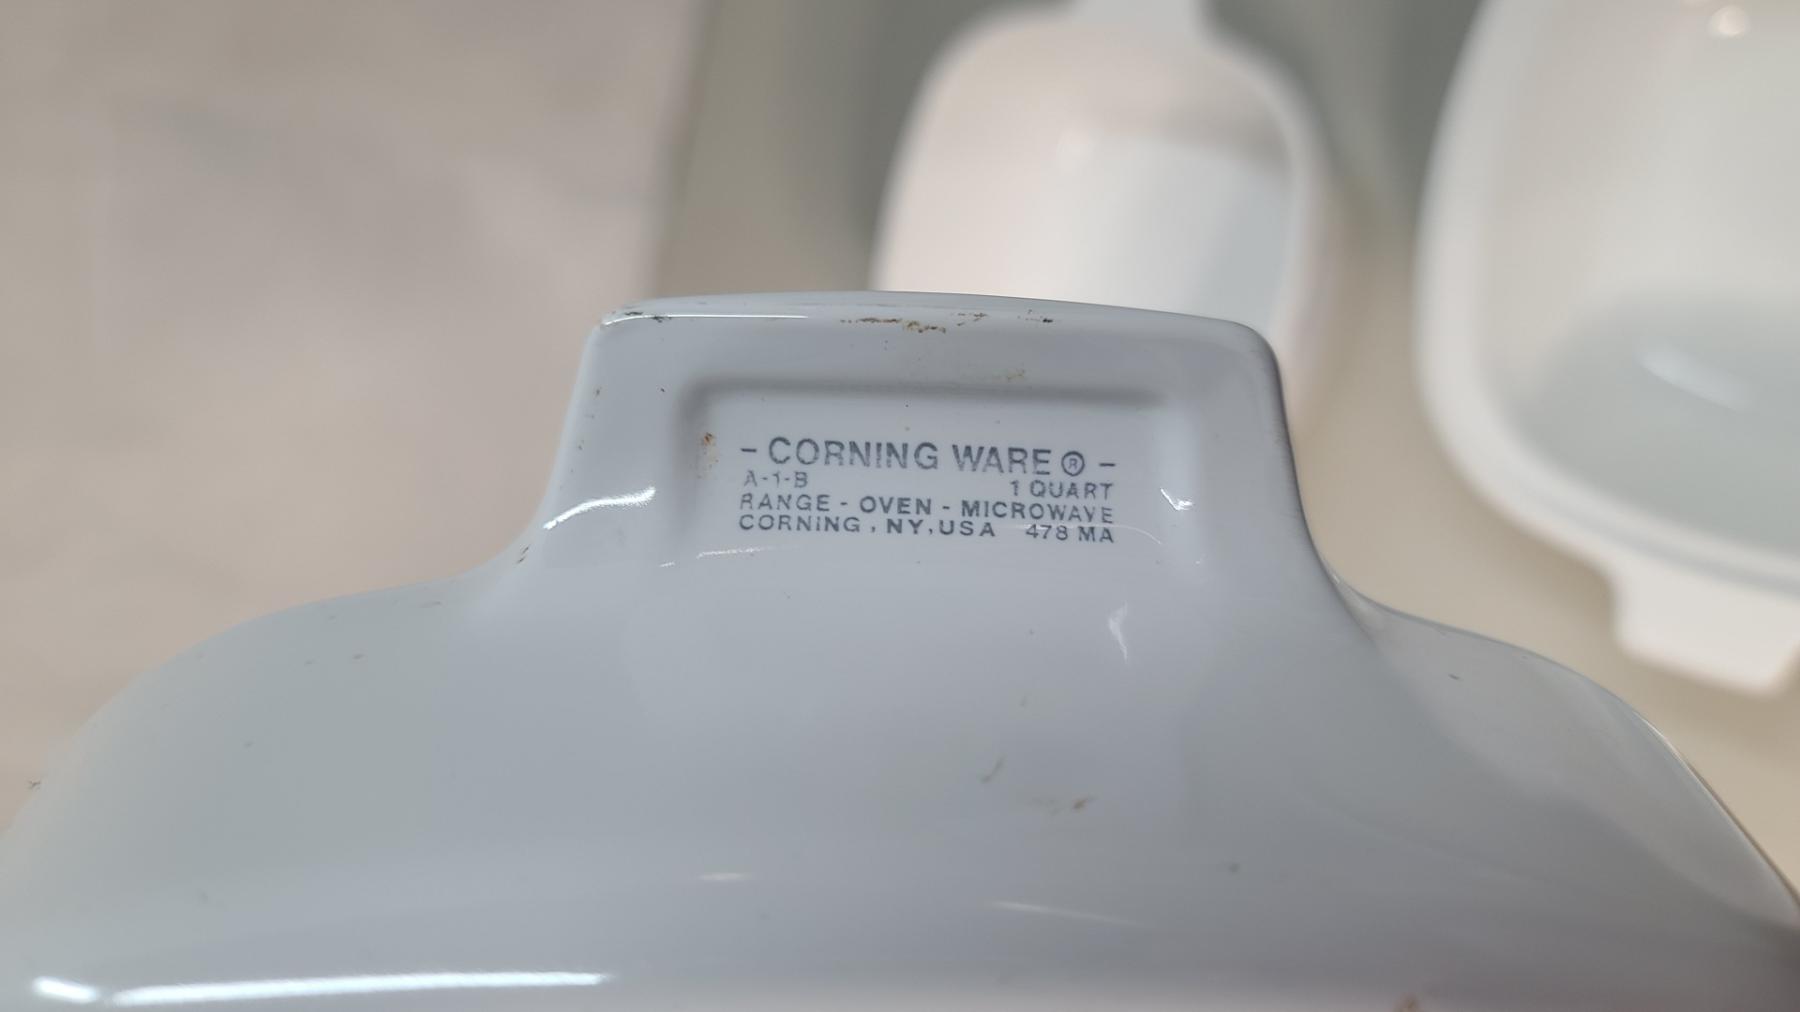 - CORNING WARE ® -
A-1-B 1 QUART
RANGE - OVEN - MICROWAVE
CORNING, NY, USA 478 MA